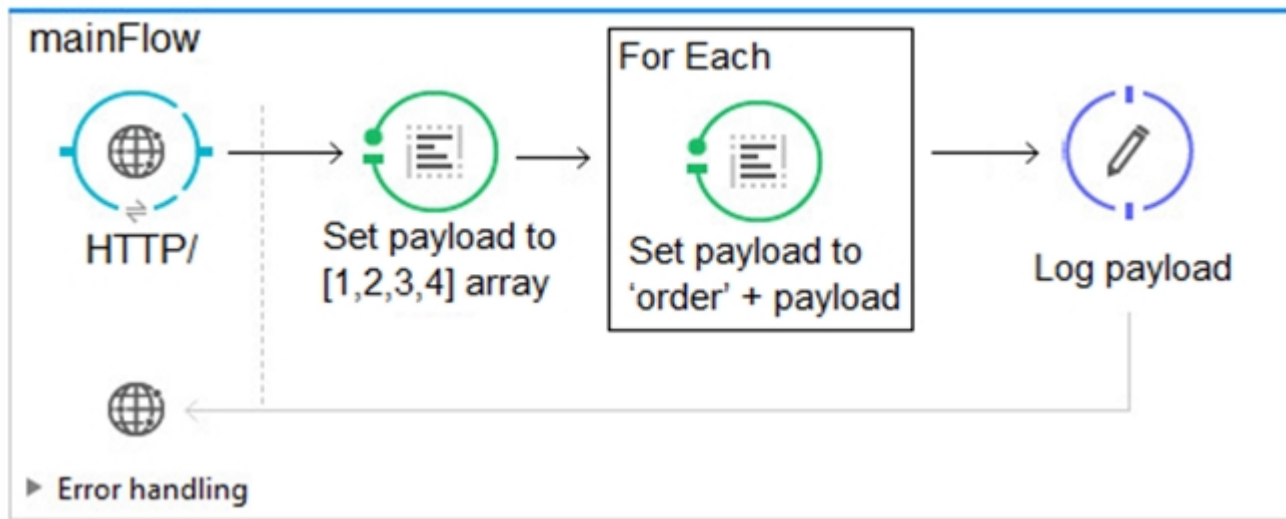 mainFlow
For Each
HTTP/
Set payload to
[1,2,3,4] array
Set payload to
‘order’ + payload
Log payload
Error handling